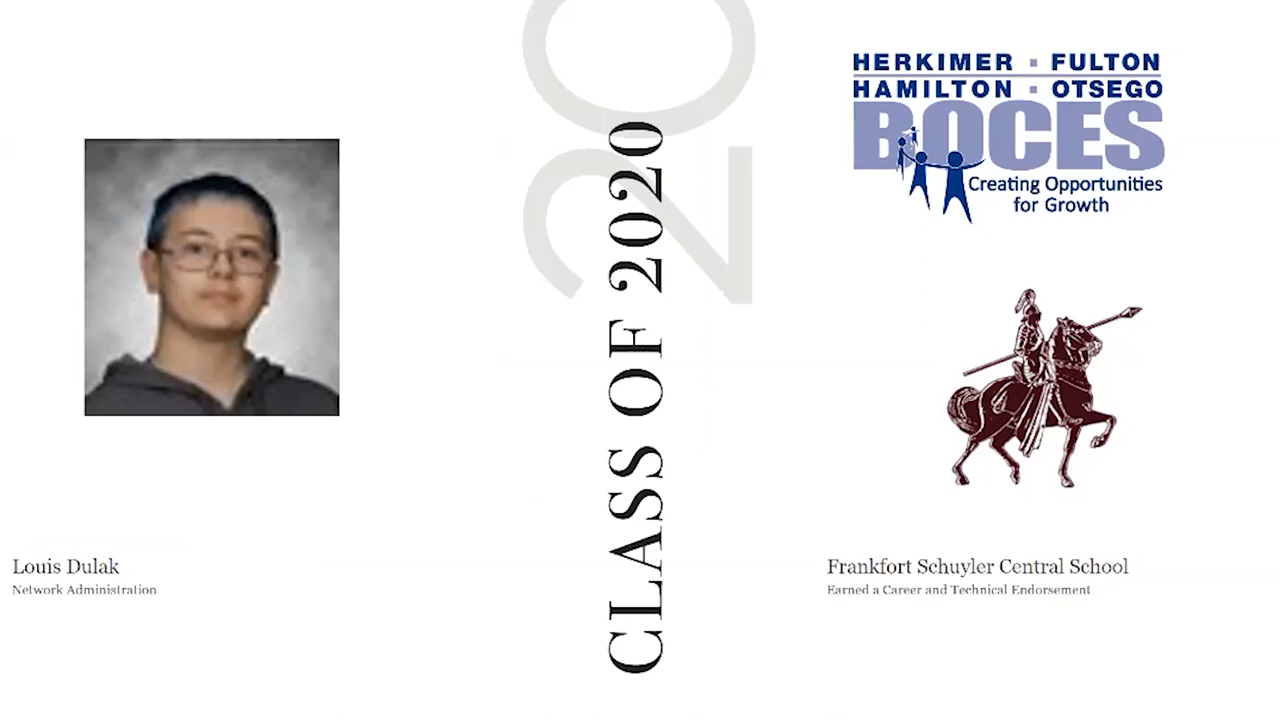 HERKIMER ▪ FULTON
HAMILTON ▪ OTSEGO
BOCES
Creating Opportunities
for Growth
20
20
CLASS OF 2020
Louis Dulak
Network Administration
Frankfort Schuyler Central School
Earned a Career and Technical Endorsement